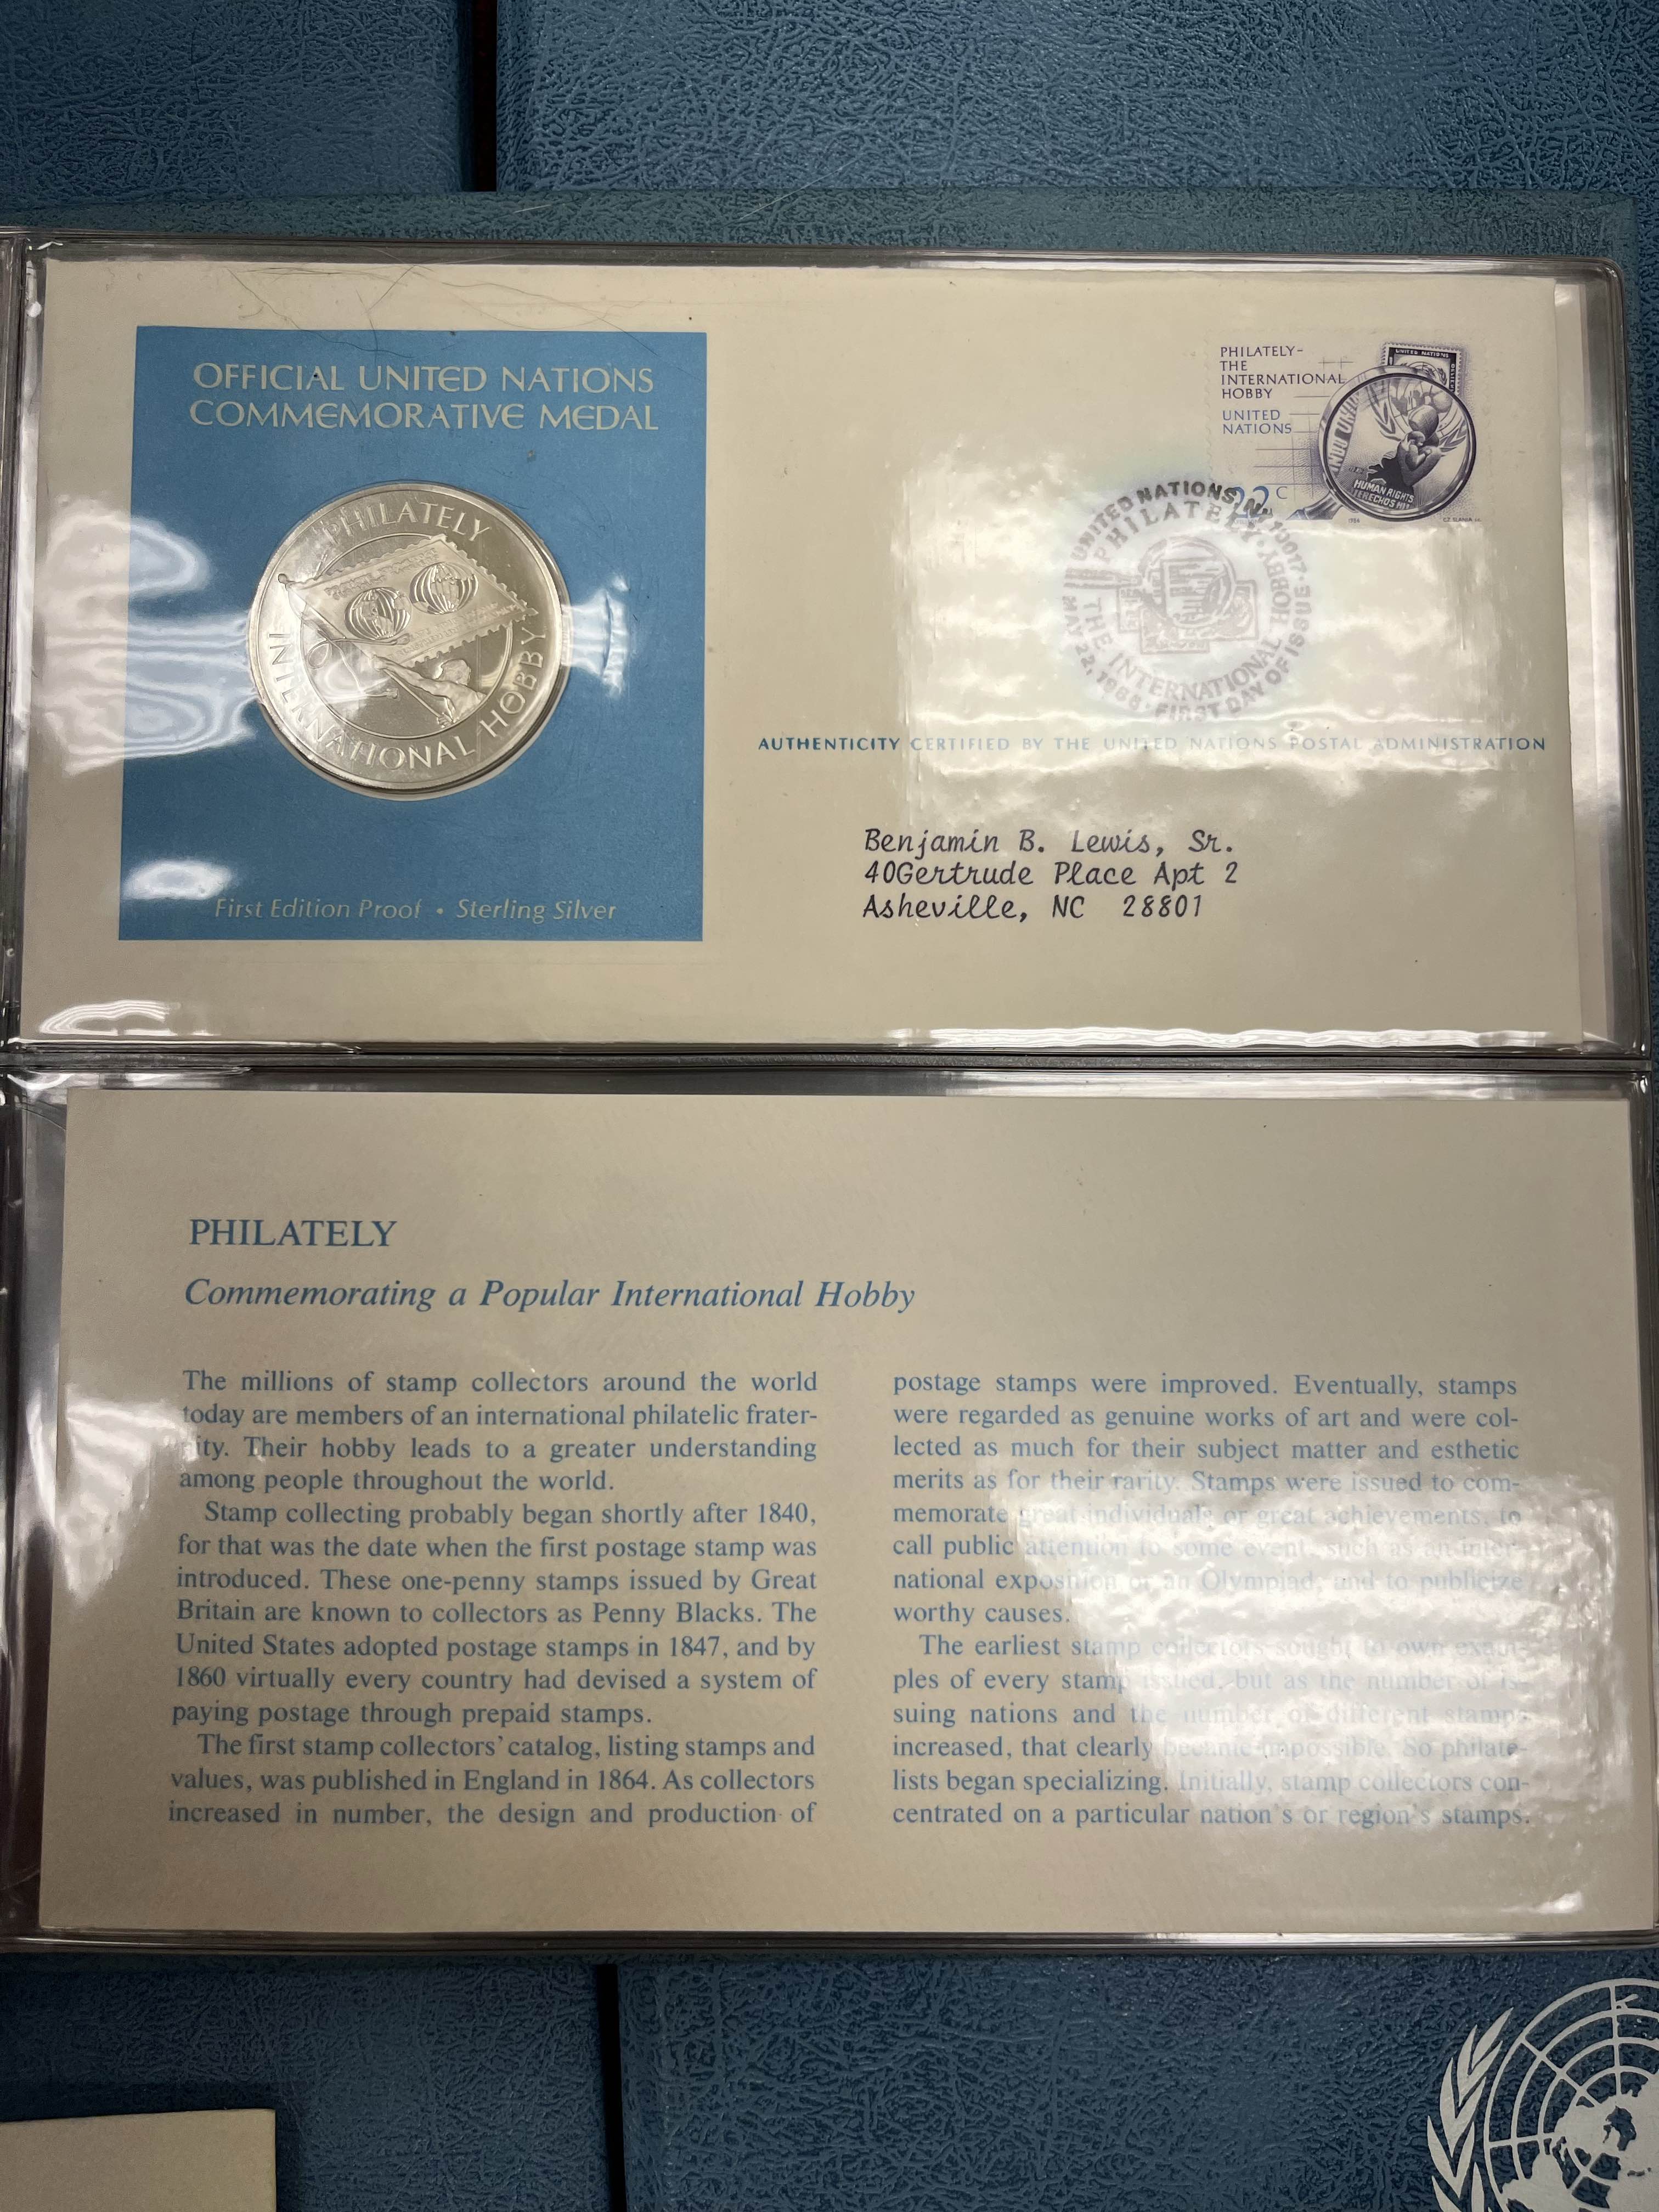 OFFICIAL UNITED NATIONS
COMMEMORATIVE MEDAL
PHILATELY
INTERNATIONAL HOBBY
First Edition Proof • Sterling Silver
PHILATELY-
THE
INTERNATIONAL
HOBBY
UNITED
NATIONS
UNITED NATIONS
HUMAN RIGHTS
1986
CZ SLANIA
22c
UNITED NATIONS, N.Y. 10017 · FIRST DAY OF ISSUE
MAY 22, 1986
PHILATELY · THE INTERNATIONAL HOBBY
AUTHENTICITY CERTIFIED BY THE UNITED NATIONS POSTAL ADMINISTRATION
Benjamin B. Lewis, Sr.
40Gertrude Place Apt 2
Asheville, NC 28801
PHILATELY
Commemorating a Popular International Hobby
The millions of stamp collectors around the world
today are members of an international philatelic frater-
nity. Their hobby leads to a greater understanding
among people throughout the world.
Stamp collecting probably began shortly after 1840,
for that was the date when the first postage stamp was
introduced. These one-penny stamps issued by Great
Britain are known to collectors as Penny Blacks. The
United States adopted postage stamps in 1847, and by
1860 virtually every country had devised a system of
paying postage through prepaid stamps.
The first stamp collectors' catalog, listing stamps and
values, was published in England in 1864. As collectors
increased in number, the design and production of
postage stamps were improved. Eventually, stamps
were regarded as genuine works of art and were col-
lected as much for their subject matter and esthetic
merits as for their rarity. Stamps were issued to com-
memorate great individuals or great achievements, to
call public attention to some event, such as an inter-
national exposition or an Olympiad, and to publicize
worthy causes.
The earliest stamp collectors sought to own exam-
ples of every stamp issued, but as the number of is-
suing nations and the number of different stamps
increased, that clearly became impossible. So philate-
lists began specializing. Initially, stamp collectors con-
centrated on a particular nation's or region's stamps.